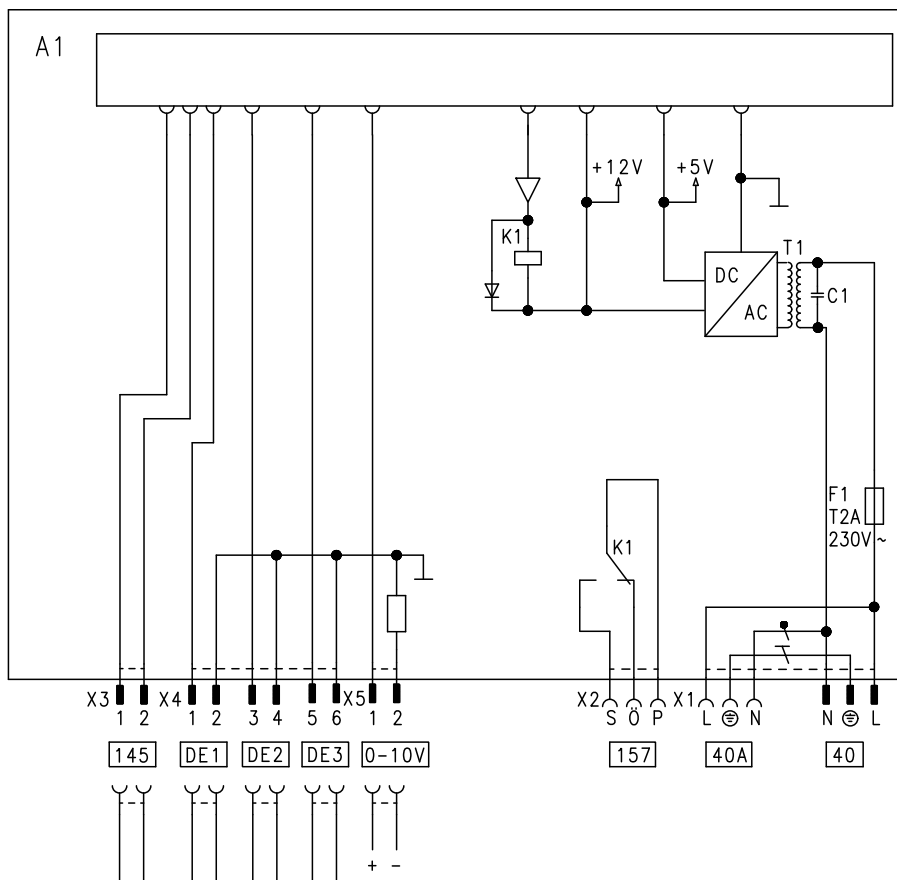 A1
+12V +5V
K1
T1
DC
AC
C1
F1
T2A
230V~
K1
X3 X4 X5 X2 X1
1 2 1 2 3 4 5 6 1 2 S Ö P L N N L
145 DE1 DE2 DE3 0-10V 157 40A 40
+ -